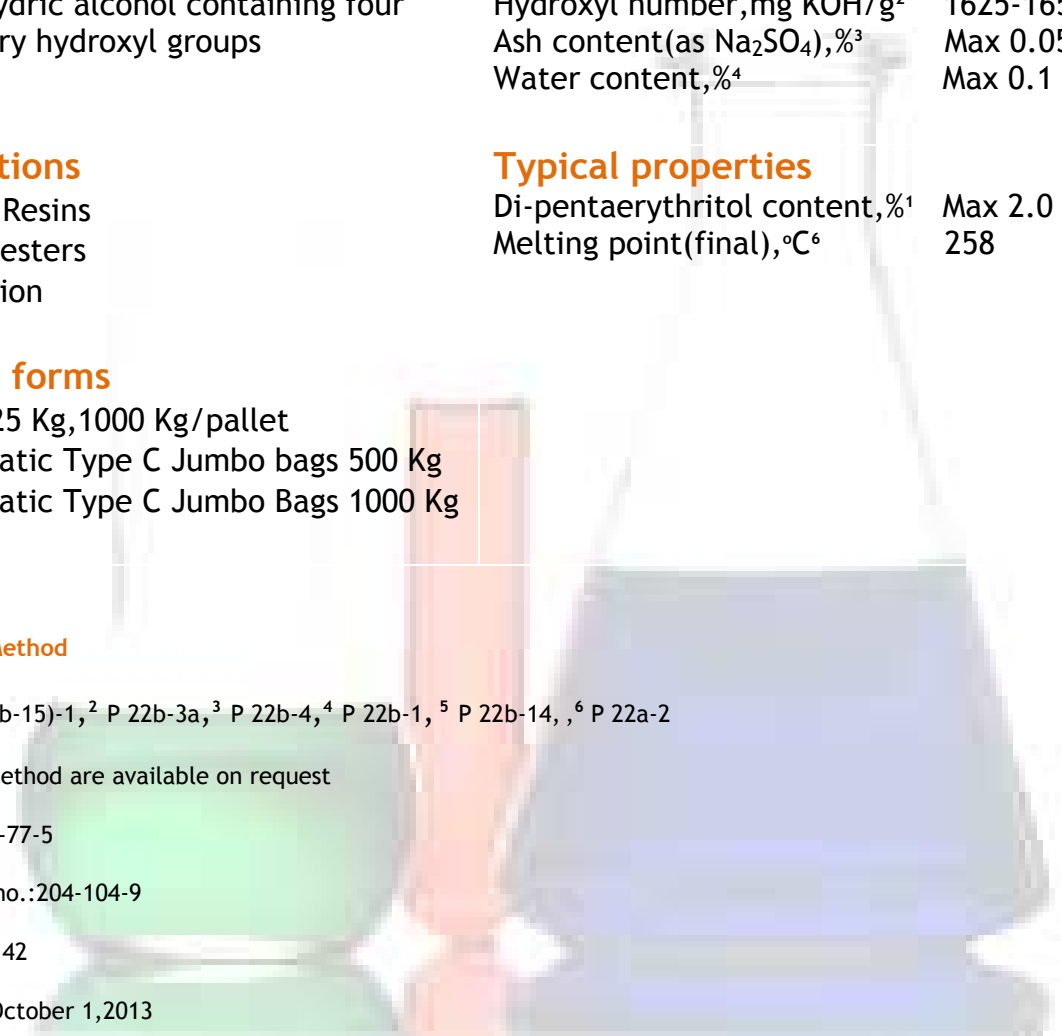 ydric alcohol containing four
ry hydroxyl groups
tions
Resins
esters
ion
forms
25 Kg,1000 Kg/pallet
atic Type C Jumbo bags 500 Kg
atic Type C Jumbo Bags 1000 Kg
Hydroxyl number,mg KOH/g² 1625-165
Ash content(as Na₂SO₄),%³ Max 0.05
Water content,%⁴ Max 0.1
Typical properties
Di-pentaerythritol content,%¹ Max 2.0
Melting point(final),ºC⁶ 258
Method
b-15)-1,² P 22b-3a,³ P 22b-4,⁴ P 22b-1, ⁵ P 22b-14, ,⁶ P 22a-2
ethod are available on request
-77-5
no.:204-104-9
42
October 1,2013